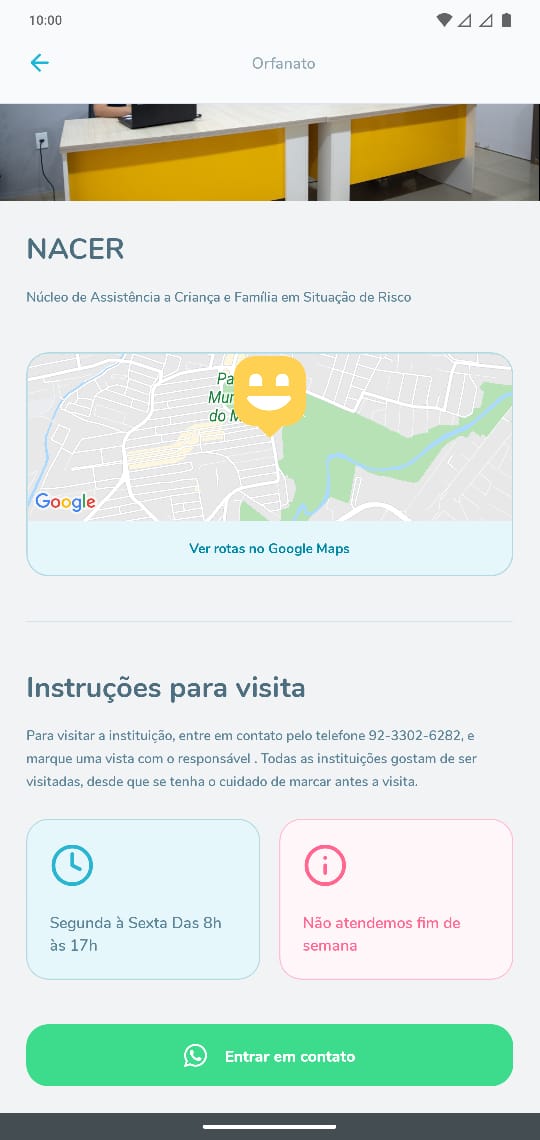 10:00
Orfanato
NACER
Núcleo de Assistência a Criança e Família em Situação de Risco
Pa
Mun
do M
Google
Ver rotas no Google Maps
Instruções para visita
Para visitar a instituição, entre em contato pelo telefone 92-3302-6282, e
marque uma vista com o responsável . Todas as instituições gostam de ser
visitadas, desde que se tenha o cuidado de marcar antes a visita.
Segunda à Sexta Das 8h
às 17h
Não atendemos fim de
semana
Entrar em contato